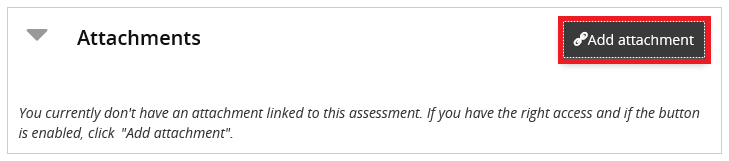 Attachments
Add attachment
You currently don't have an attachment linked to this assessment. If you have the right access and if the button
is enabled, click "Add attachment".